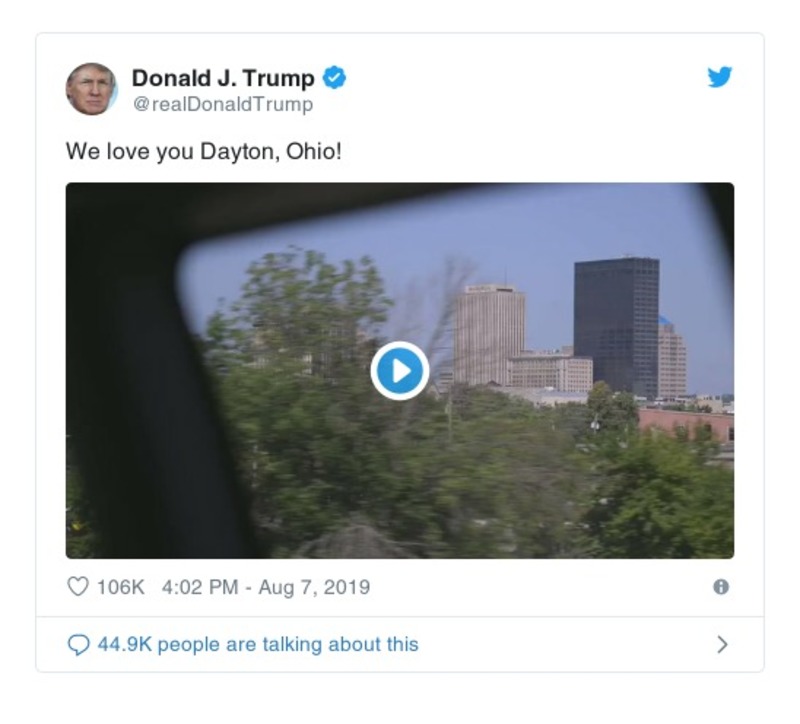 Donald J. Trump
@realDonaldTrump
We love you Dayton, Ohio!
106K 4:02 PM - Aug 7, 2019
44.9K people are talking about this